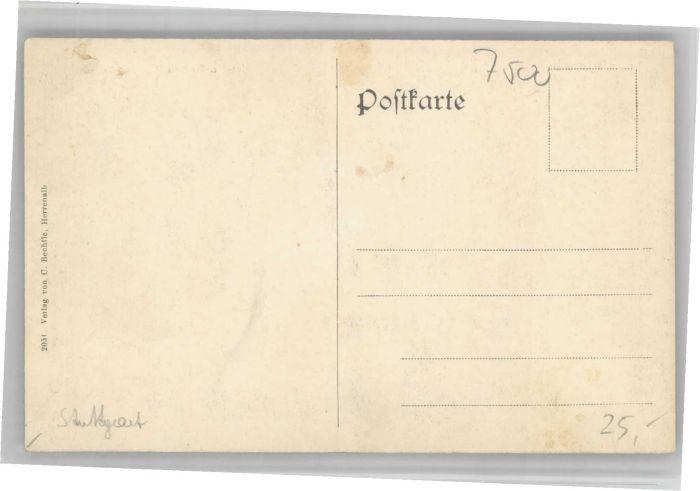 7500
Poſtkarte
2051 Verlag von C. Bechtle, Herrenalb
Stuttgart
25,-